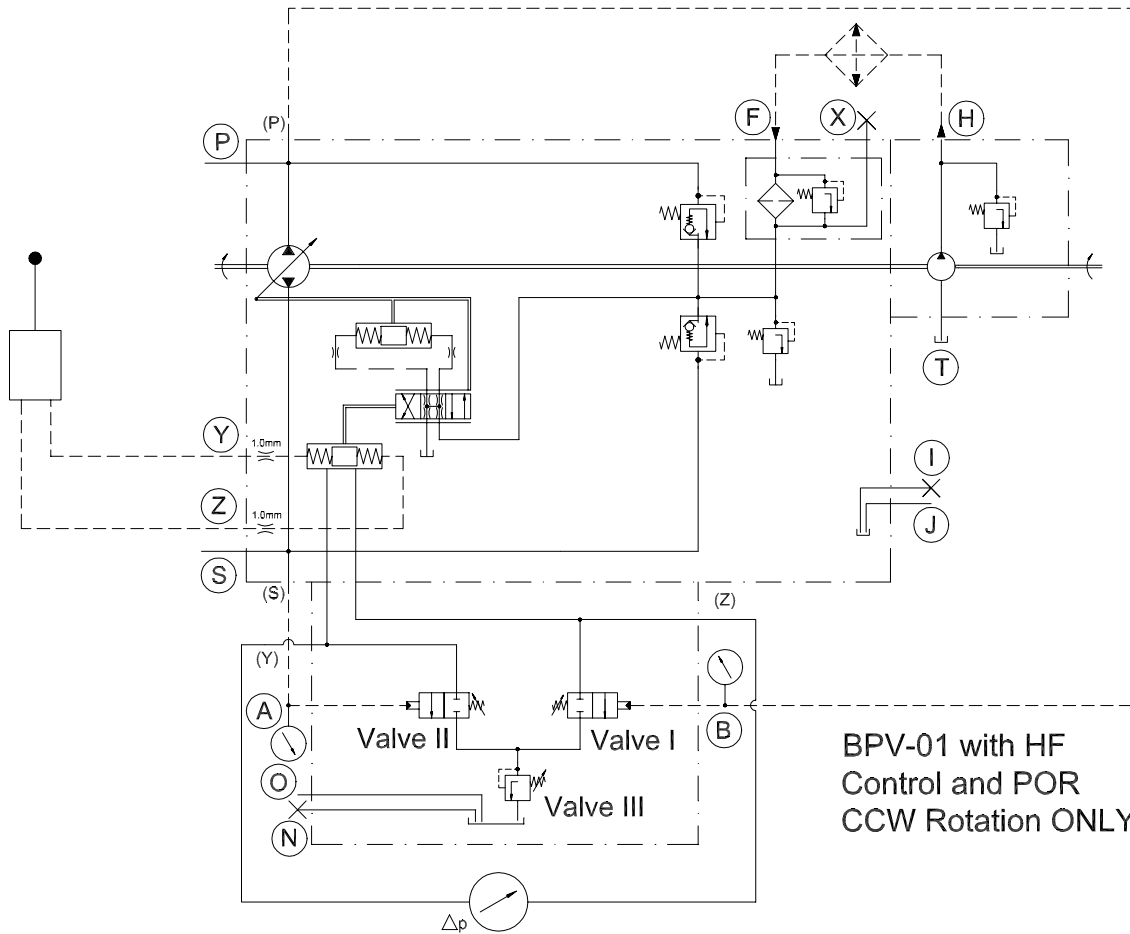 (P)
F
X
H
P
T
Y
1.0mm
I
Z
1.0mm
J
S
(S)
(Z)
(Y)
A
Valve II
Valve I
B
O
Valve III
N
BPV-01 with HF
Control and POR
CCW Rotation ONLY
△p